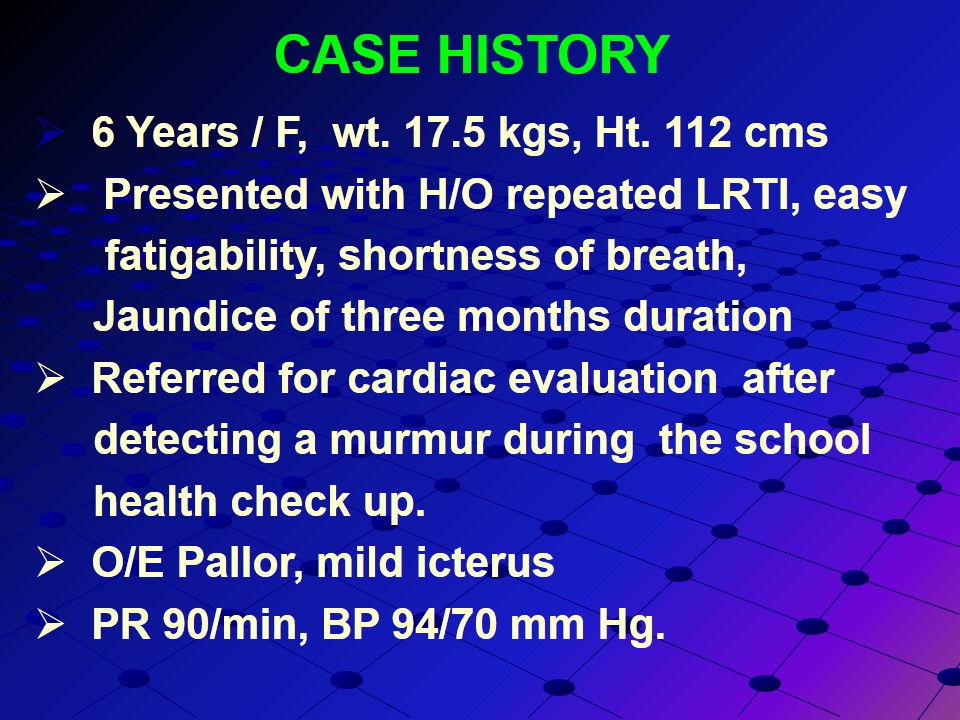 CASE HISTORY
6 Years / F, wt. 17.5 kgs, Ht. 112 cms
Presented with H/O repeated LRTI, easy
fatigability, shortness of breath,
Jaundice of three months duration
Referred for cardiac evaluation after
detecting a murmur during the school
health check up.
O/E Pallor, mild icterus
PR 90/min, BP 94/70 mm Hg.